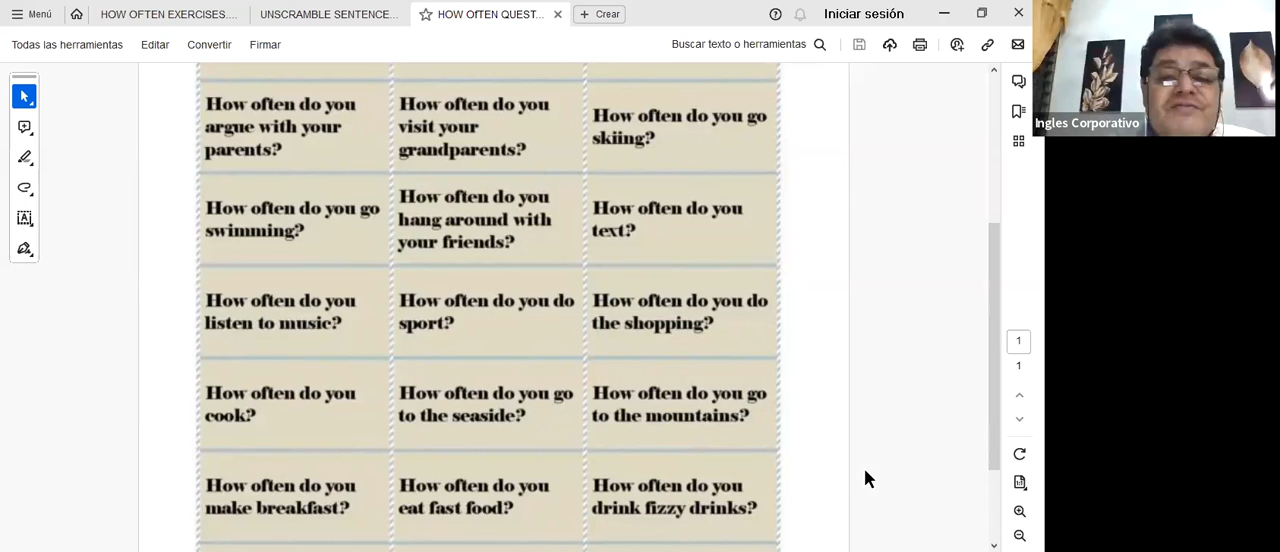 Menú
HOW OFTEN EXERCISES....
UNSCRAMBLE SENTENCE...
HOW OFTEN QUEST...
Crear
Iniciar sesión
Todas las herramientas
Editar
Convertir
Firmar
Buscar texto o herramientas
Ingles Corporativo
How often do you
argue with your
parents?
How often do you
visit your
grandparents?
How often do you go
skiing?
How often do you go
swimming?
How often do you
hang around with
your friends?
How often do you
text?
How often do you
listen to music?
How often do you do
sport?
How often do you do
the shopping?
How often do you
cook?
How often do you go
to the seaside?
How often do you go
to the mountains?
How often do you
make breakfast?
How often do you
eat fast food?
How often do you
drink fizzy drinks?
1
1